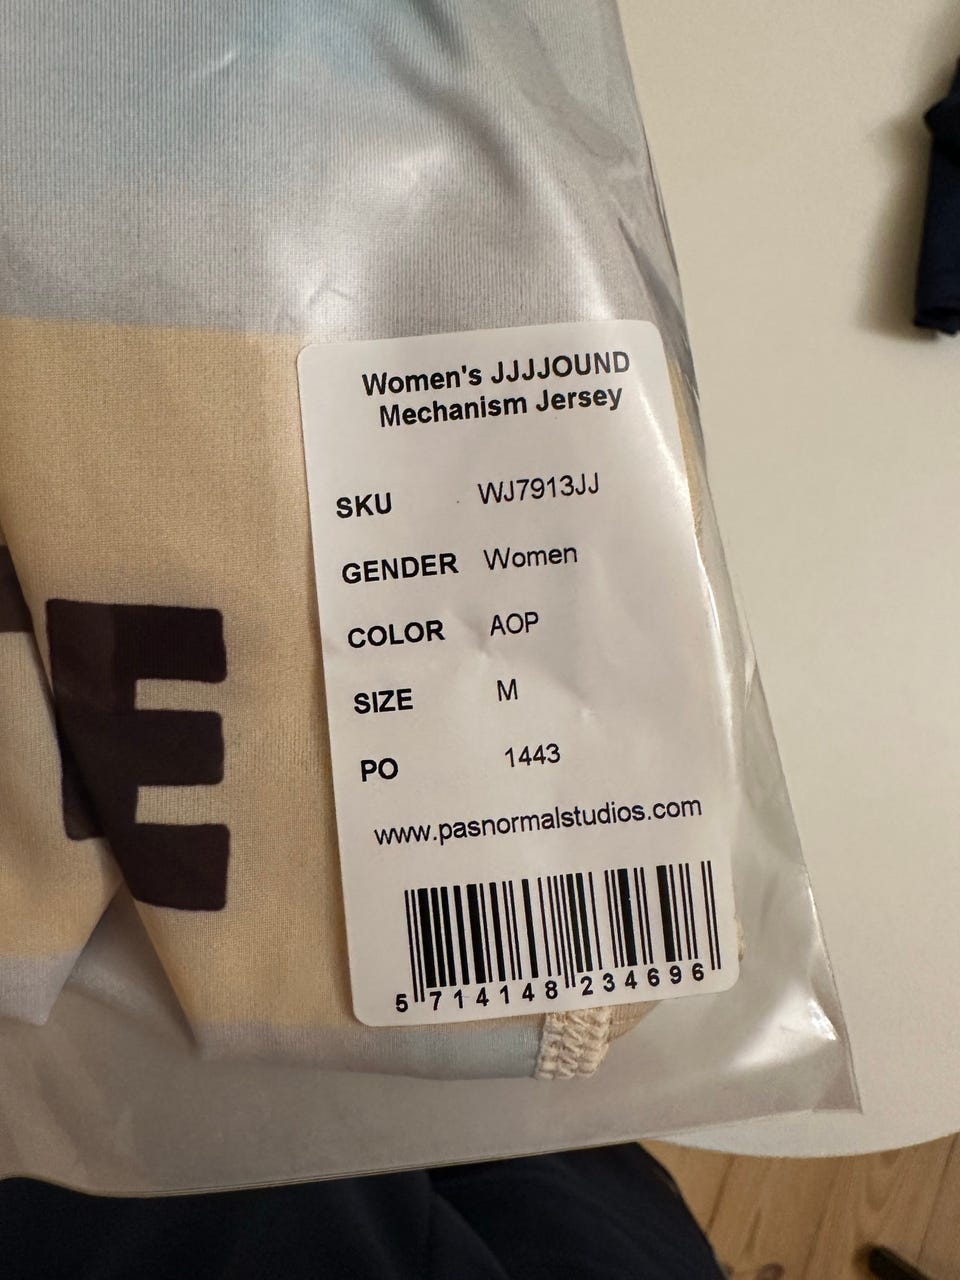 Women's JJJJOUND
Mechanism Jersey
SKU WJ7913JJ
GENDER Women
COLOR AOP
SIZE M
PO 1443
www.pasnormalstudios.com
5 714148 234696
E